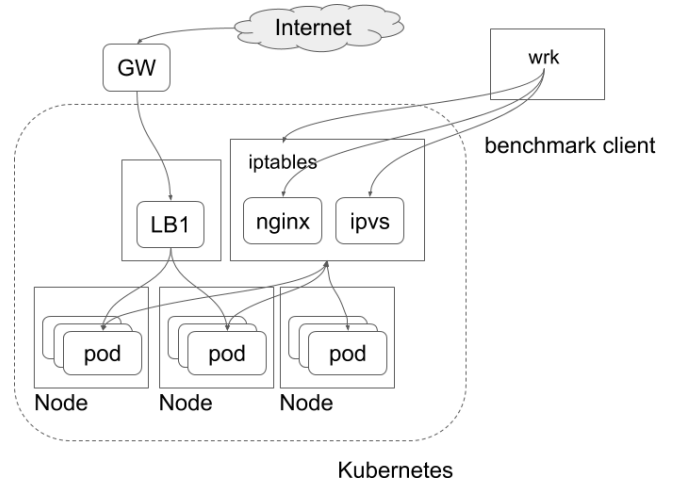 Internet
GW
wrk
benchmark client
iptables
LB1
nginx
ipvs
pod
pod
pod
Node
Node
Node
Kubernetes